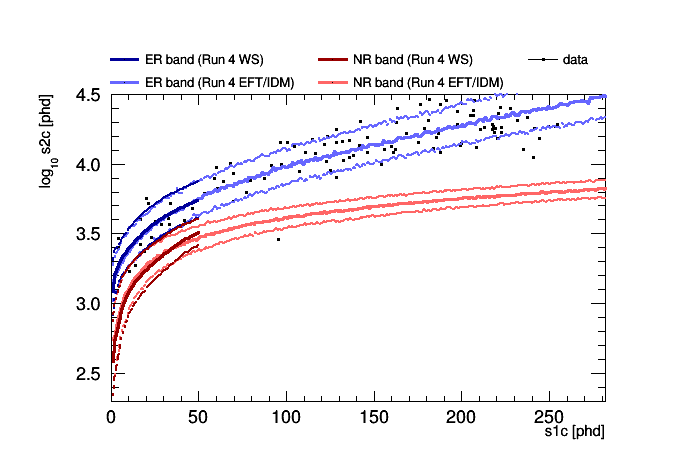 ER band (Run 4 WS) NR band (Run 4 WS) data
ER band (Run 4 EFT/IDM) NR band (Run 4 EFT/IDM)
log10 s2c [phd]
4.5
4.0
3.5
3.0
2.5
0 50 100 150 200 250
s1c [phd]